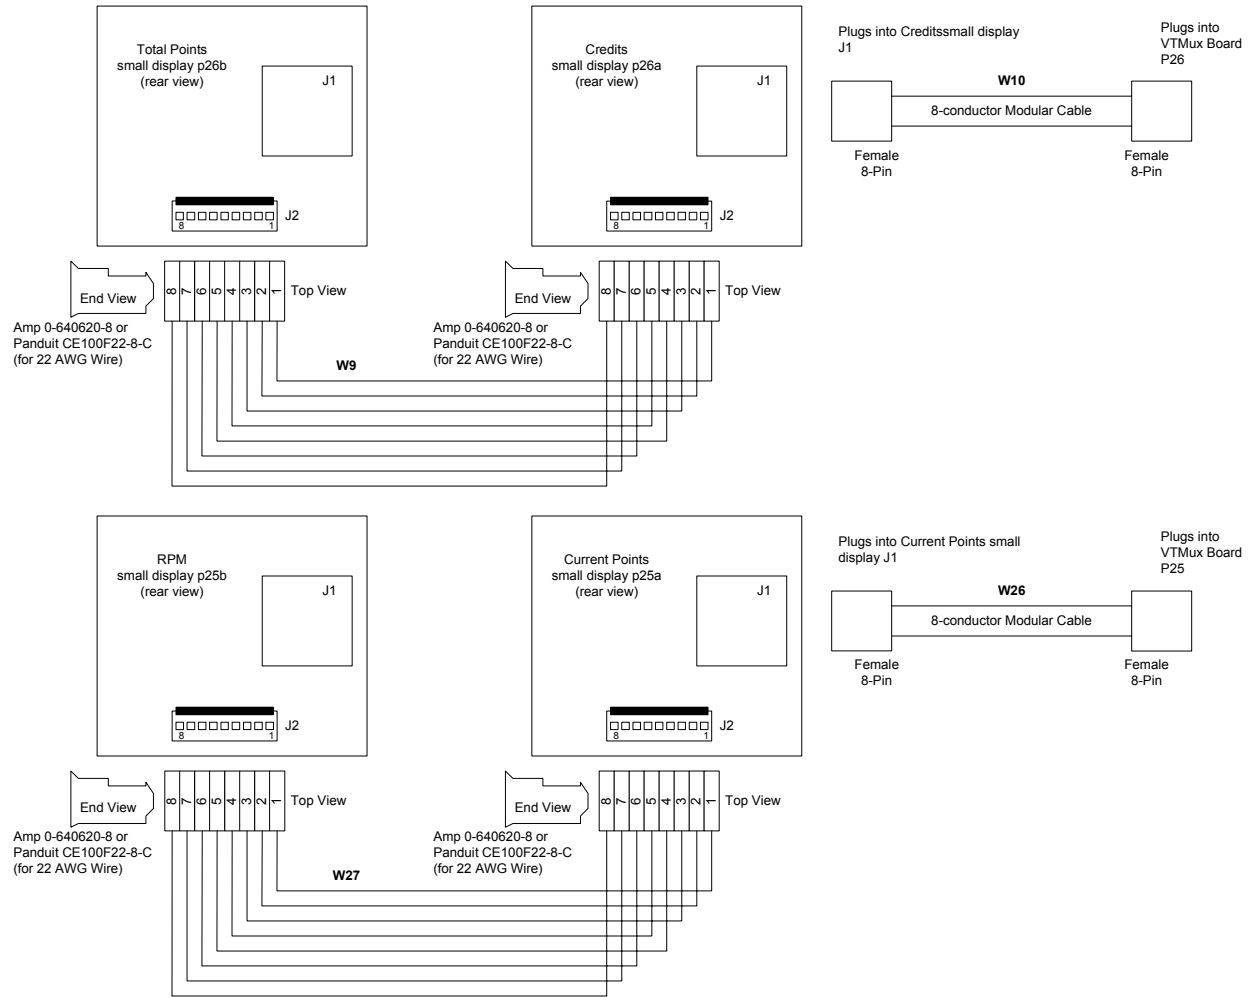 Total Points
small display p26b
(rear view)
J1
J2
8
1
Credits
small display p26a
(rear view)
J1
J2
8
1
Plugs into Creditssmall display
J1
Plugs into
VTMux Board
P26
W10
8-conductor Modular Cable
Female
8-Pin
Female
8-Pin
End View
8 7 6 5 4 3 2 1
Top View
Amp 0-640620-8 or
Panduit CE100F22-8-C
(for 22 AWG Wire)
End View
8 7 6 5 4 3 2 1
Top View
Amp 0-640620-8 or
Panduit CE100F22-8-C
(for 22 AWG Wire)
W9
RPM
small display p25b
(rear view)
J1
J2
8
1
Current Points
small display p25a
(rear view)
J1
J2
8
1
Plugs into Current Points small
display J1
Plugs into
VTMux Board
P25
W26
8-conductor Modular Cable
Female
8-Pin
Female
8-Pin
End View
8 7 6 5 4 3 2 1
Top View
Amp 0-640620-8 or
Panduit CE100F22-8-C
(for 22 AWG Wire)
End View
8 7 6 5 4 3 2 1
Top View
Amp 0-640620-8 or
Panduit CE100F22-8-C
(for 22 AWG Wire)
W27